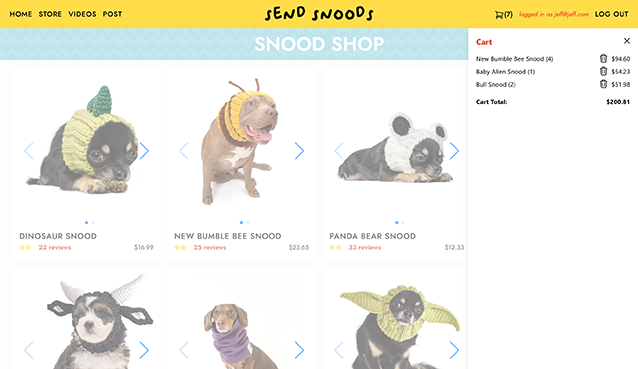 HOME STORE VIDEOS POST
SEND SNOODS
(7) logged in as jeff@jeff.com LOG OUT
SNOOD SHOP
Cart
New Bumble Bee Snood (4) $94.60
Baby Alien Snood (1) $54.23
Bull Snood (2) $51.98
Cart Total: $200.81
DINOSAUR SNOOD
22 reviews $16.99
NEW BUMBLE BEE SNOOD
25 reviews $23.65
PANDA BEAR SNOOD
33 reviews $12.33